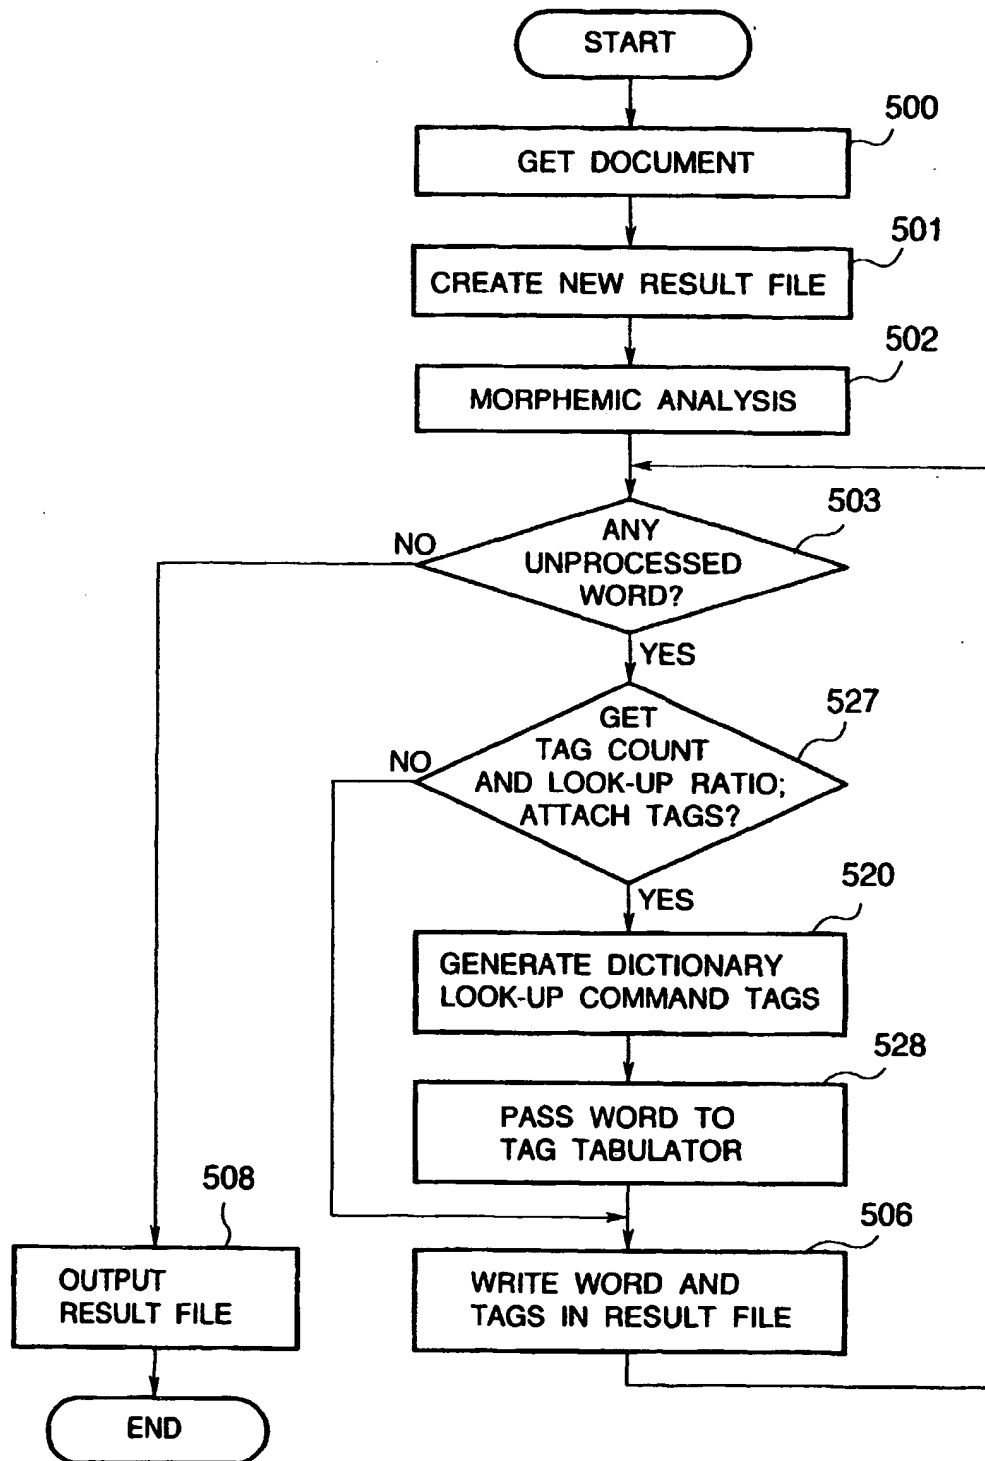 START
500
GET DOCUMENT
501
CREATE NEW RESULT FILE
502
MORPHEMIC ANALYSIS
503
NO
ANY
UNPROCESSED
WORD?
YES
527
NO
GET
TAG COUNT
AND LOOK-UP RATIO;
ATTACH TAGS?
YES
520
GENERATE DICTIONARY
LOOK-UP COMMAND TAGS
528
PASS WORD TO
TAG TABULATOR
506
WRITE WORD AND
TAGS IN RESULT FILE
508
OUTPUT
RESULT FILE
END